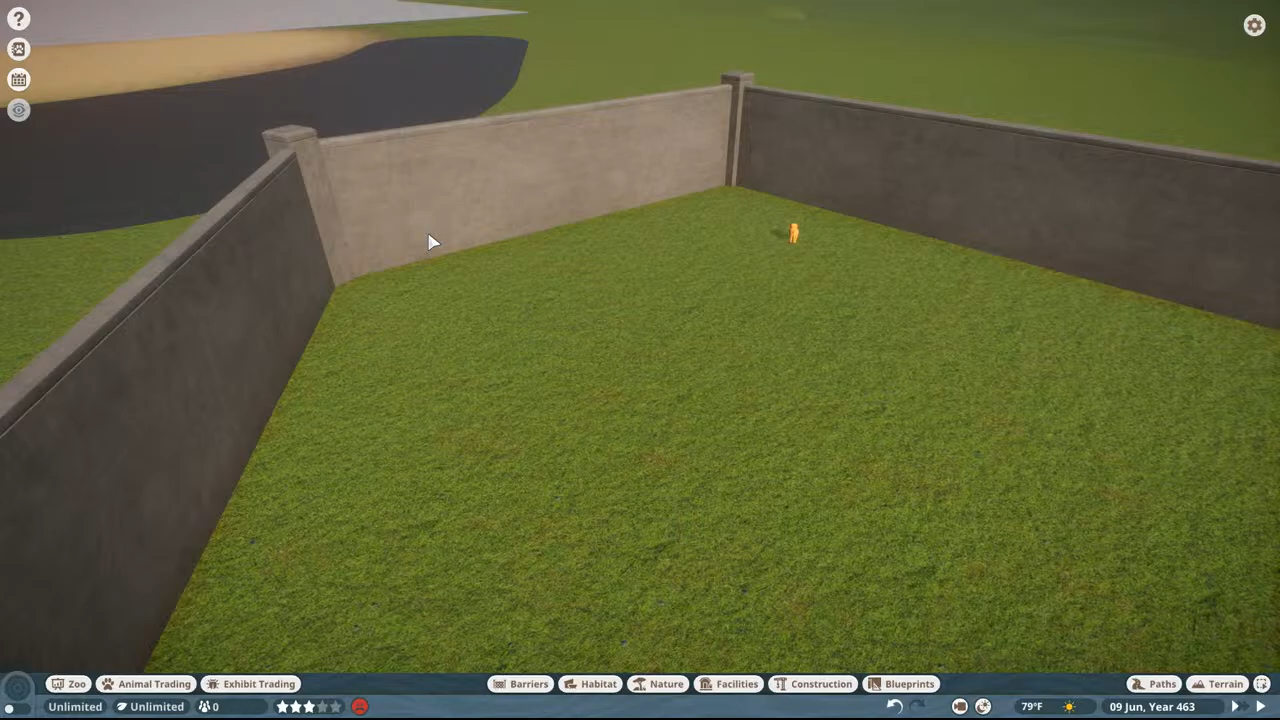 ?
Zoo Animal Trading Exhibit Trading Barriers Habitat Nature Facilities Construction Blueprints Paths Terrain
Unlimited Unlimited 0 79°F 09 Jun, Year 463